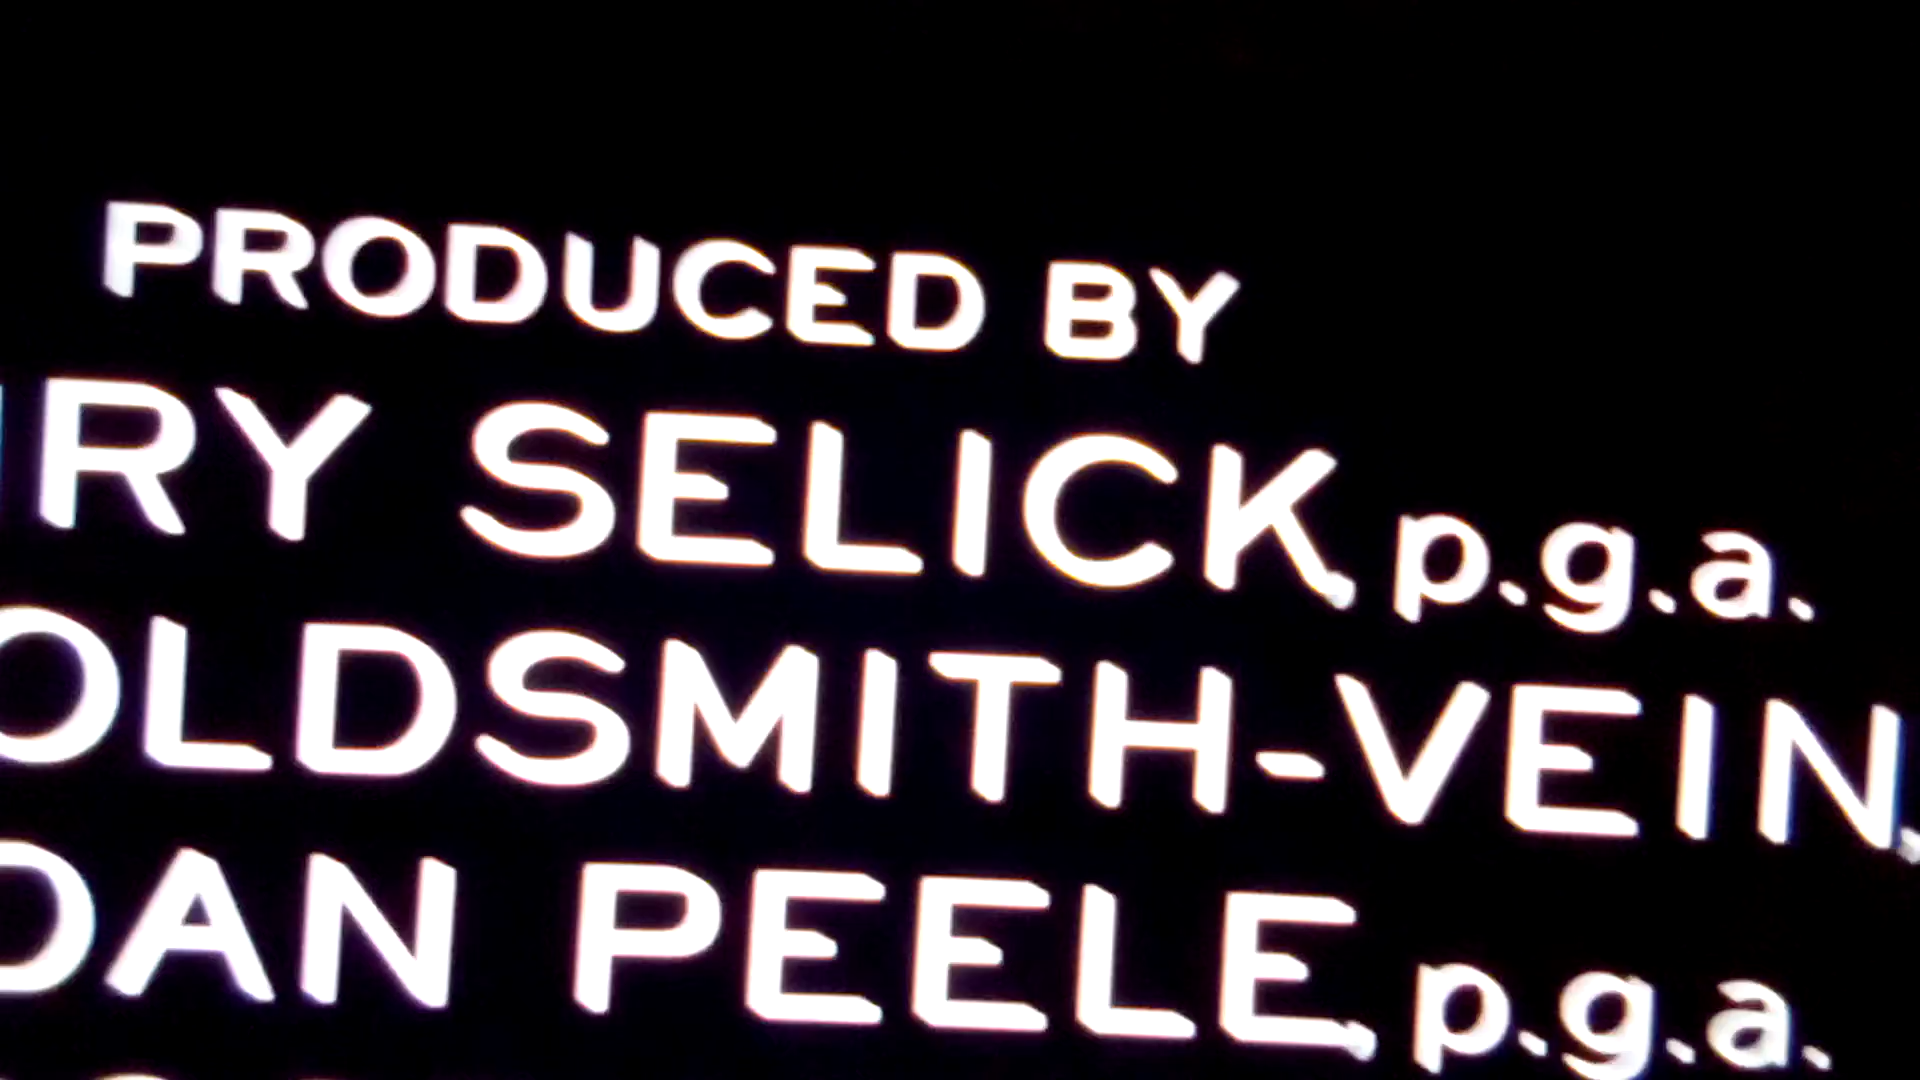 PRODUCED BY
RY SELICK, p.g.a.
OLDSMITH-VEIN,
DAN PEELE, p.g.a.